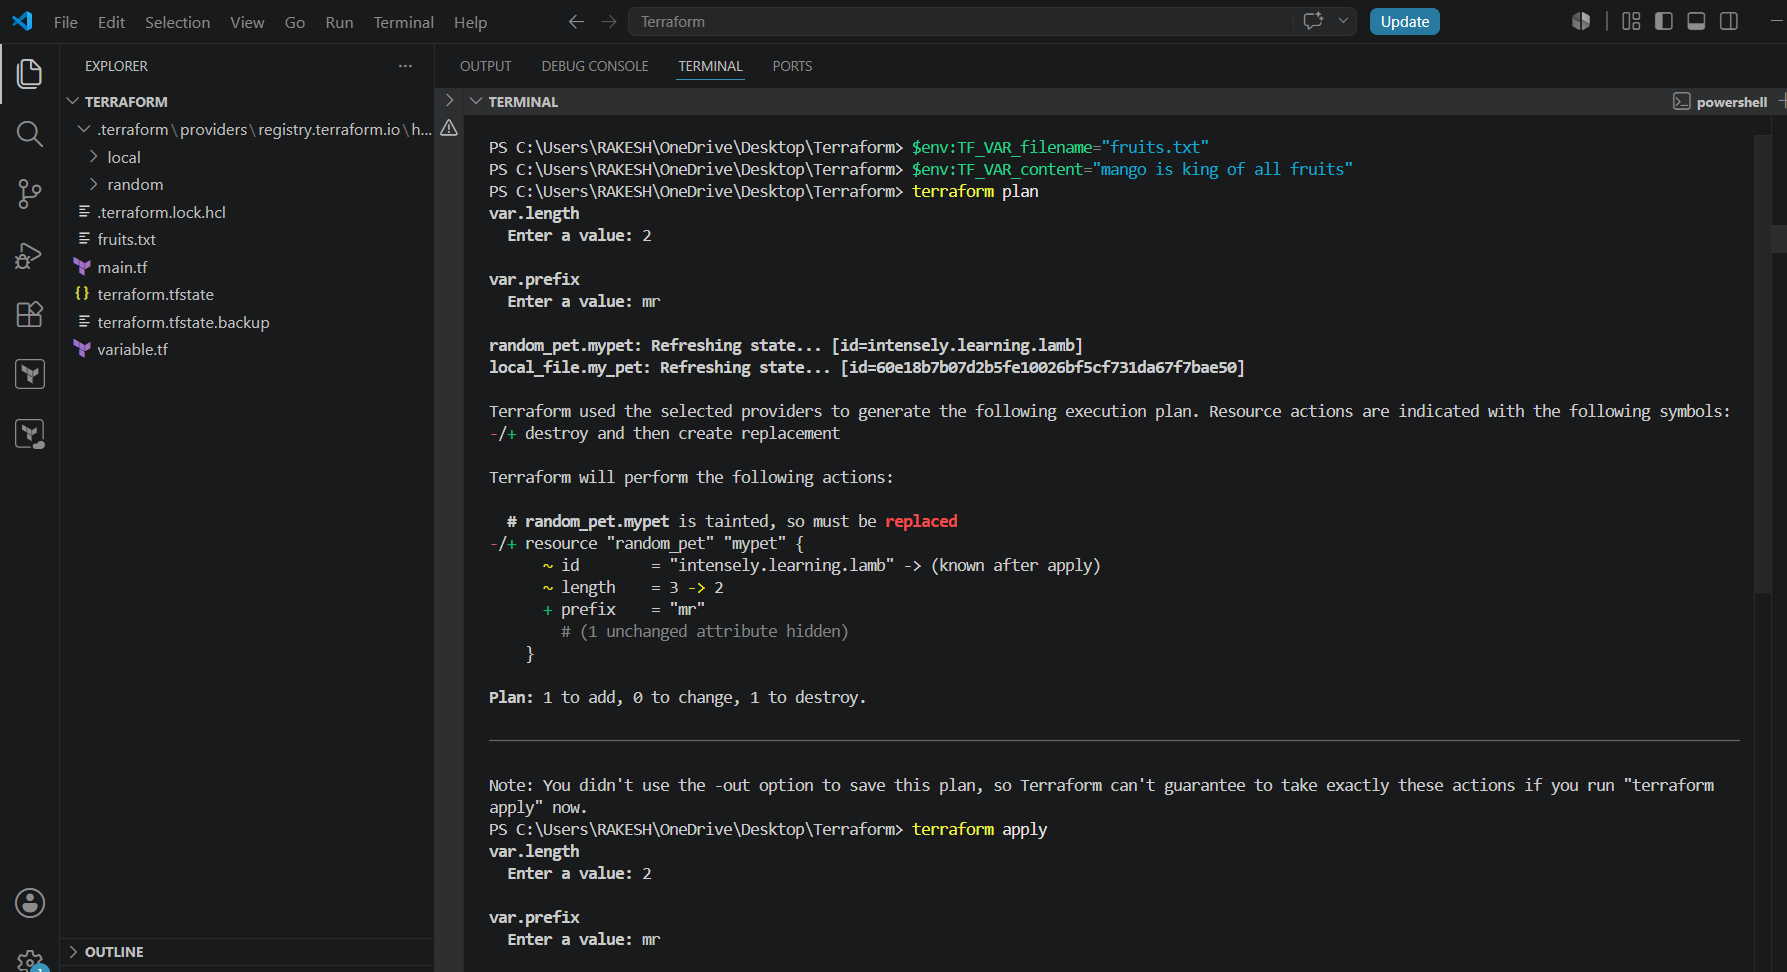 File Edit Selection View Go Run Terminal Help
Terraform
Update
EXPLORER
TERRAFORM
.terraform\providers\registry.terraform.io\h...
local
random
.terraform.lock.hcl
fruits.txt
main.tf
{} terraform.tfstate
terraform.tfstate.backup
variable.tf
OUTLINE
OUTPUT DEBUG CONSOLE TERMINAL PORTS
TERMINAL
powershell
PS C:\Users\RAKESH\OneDrive\Desktop\Terraform> $env:TF_VAR_filename="fruits.txt"
PS C:\Users\RAKESH\OneDrive\Desktop\Terraform> $env:TF_VAR_content="mango is king of all fruits"
PS C:\Users\RAKESH\OneDrive\Desktop\Terraform> terraform plan
var.length
Enter a value: 2
var.prefix
Enter a value: mr
random_pet.mypet: Refreshing state... [id=intensely.learning.lamb]
local_file.my_pet: Refreshing state... [id=60e18b7b07d2b5fe10026bf5cf731da67f7bae50]
Terraform used the selected providers to generate the following execution plan. Resource actions are indicated with the following symbols:
-/+ destroy and then create replacement
Terraform will perform the following actions:
# random_pet.mypet is tainted, so must be replaced
-/+ resource "random_pet" "mypet" {
~ id = "intensely.learning.lamb" -> (known after apply)
~ length = 3 -> 2
+ prefix = "mr"
# (1 unchanged attribute hidden)
}
Plan: 1 to add, 0 to change, 1 to destroy.
Note: You didn't use the -out option to save this plan, so Terraform can't guarantee to take exactly these actions if you run "terraform
apply" now.
PS C:\Users\RAKESH\OneDrive\Desktop\Terraform> terraform apply
var.length
Enter a value: 2
var.prefix
Enter a value: mr